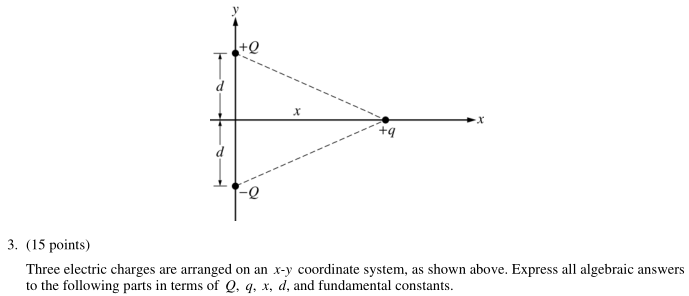 y
+Q
d
x
x
+q
d
−Q
3. (15 points)
Three electric charges are arranged on an x-y coordinate system, as shown above. Express all algebraic answers
to the following parts in terms of Q, q, x, d, and fundamental constants.